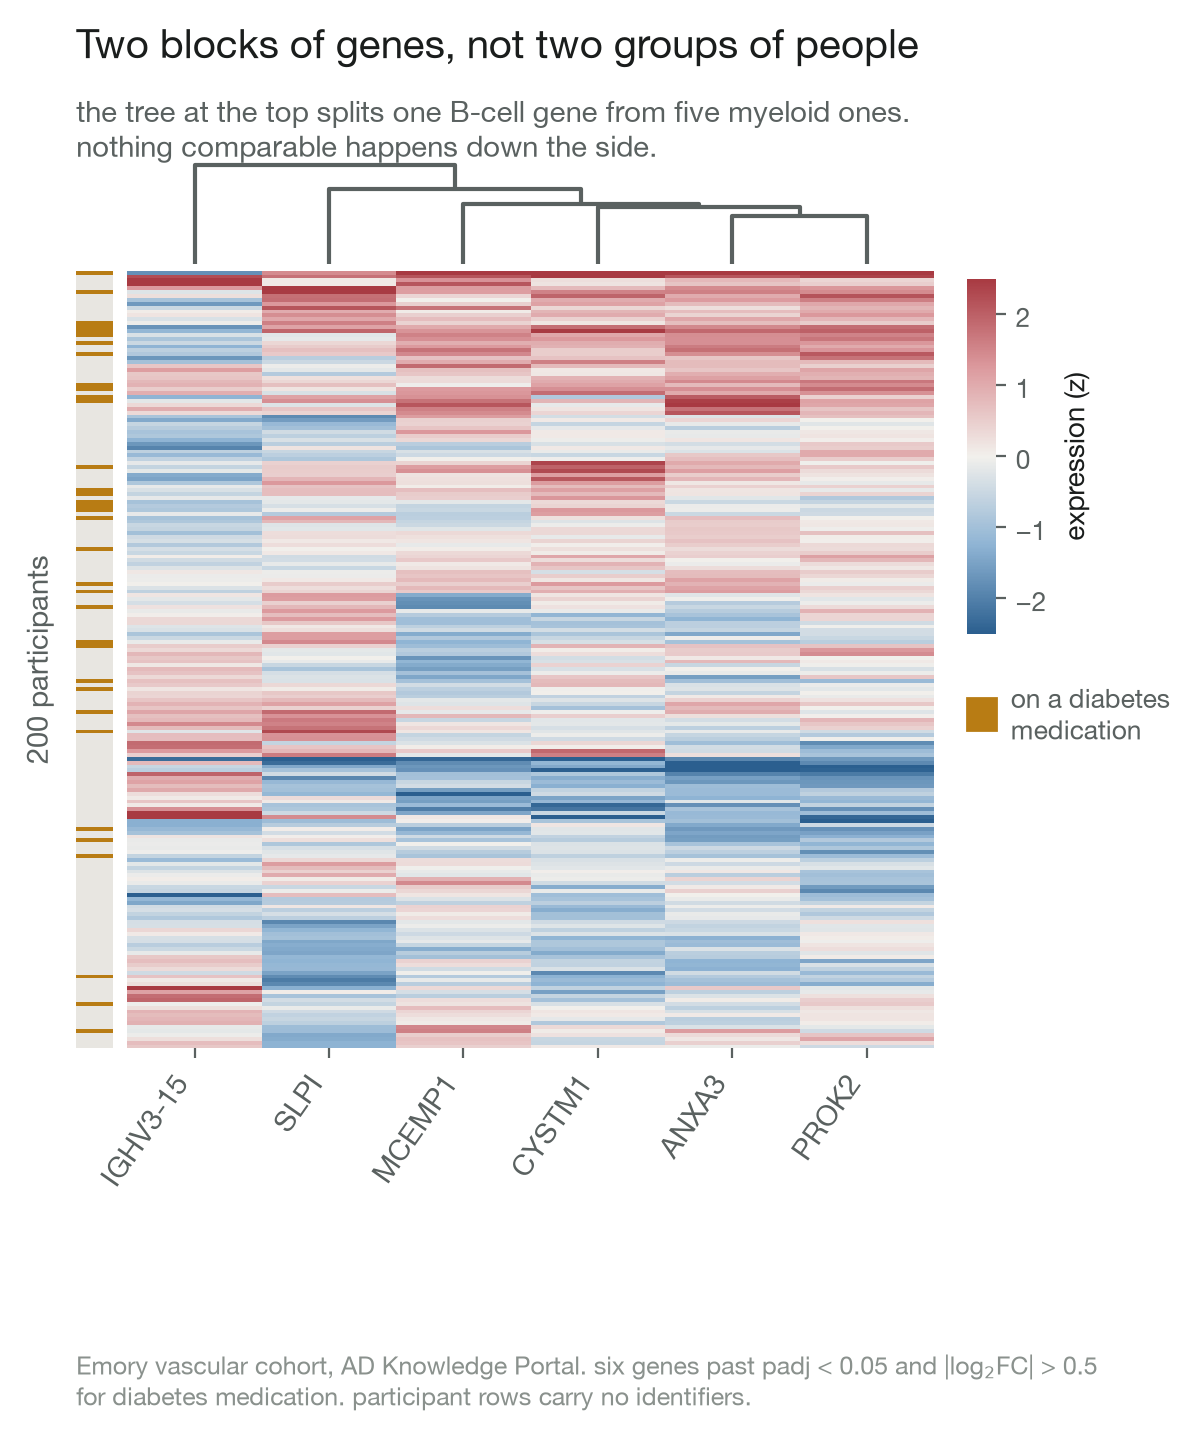 Two blocks of genes, not two groups of people
the tree at the top splits one B-cell gene from five myeloid ones.
nothing comparable happens down the side.
200 participants
2
1
0
−1
−2
expression (z)
on a diabetes
medication
IGHV3-15
SLPI
MCEMP1
CYSTM1
ANXA3
PROK2
Emory vascular cohort, AD Knowledge Portal. six genes past padj < 0.05 and |log₂FC| > 0.5
for diabetes medication. participant rows carry no identifiers.